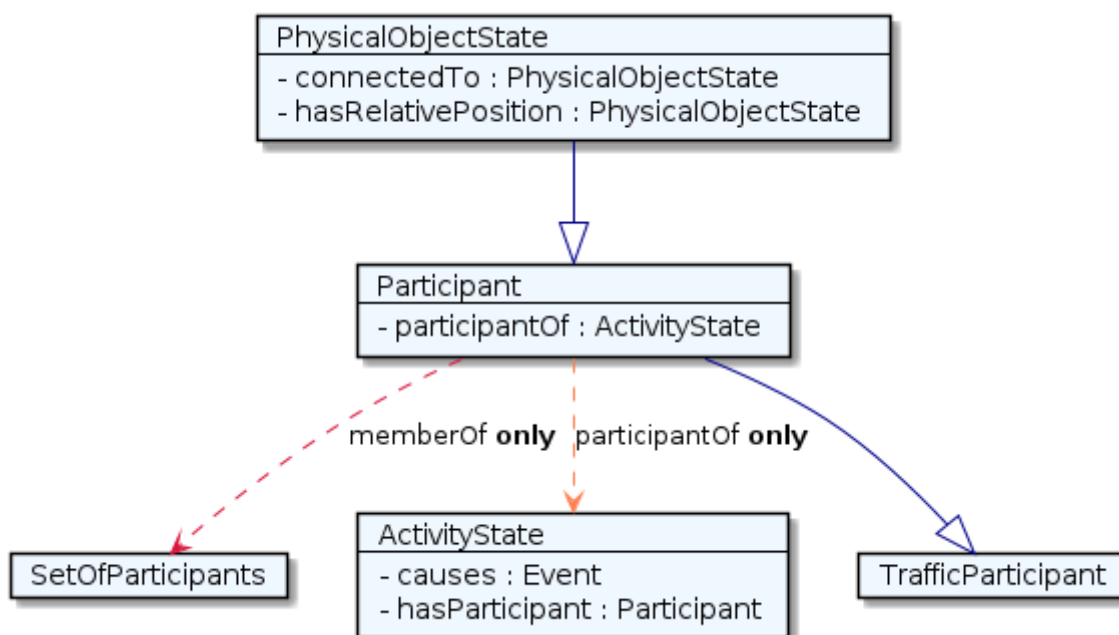 PhysicalObjectState
- connectedTo : PhysicalObjectState
- hasRelativePosition : PhysicalObjectState
Participant
- participantOf : ActivityState
memberOf only
participantOf only
SetOfParticipants
ActivityState
- causes : Event
- hasParticipant : Participant
TrafficParticipant